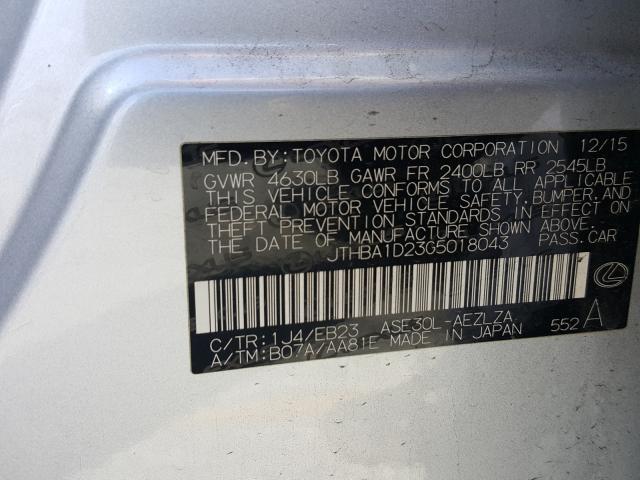 MFD.BY:TOYOTA MOTOR CORPORATION 12/15
GVWR 4630LB GAWR FR 2400LB RR 2545LB
THIS VEHICLE CONFORMS TO ALL APPLICABLE
FEDERAL MOTOR VEHICLE SAFETY,BUMPER,AND
THEFT PREVENTION STANDARDS IN EFFECT ON
THE DATE OF MANUFACTURE SHOWN ABOVE.
JTHBA1D23G5018043 PASS.CAR
C/TR:1J4/EB23 ASE30L-AEZLZA
A/TM:B07A/AA81E MADE IN JAPAN 552 A